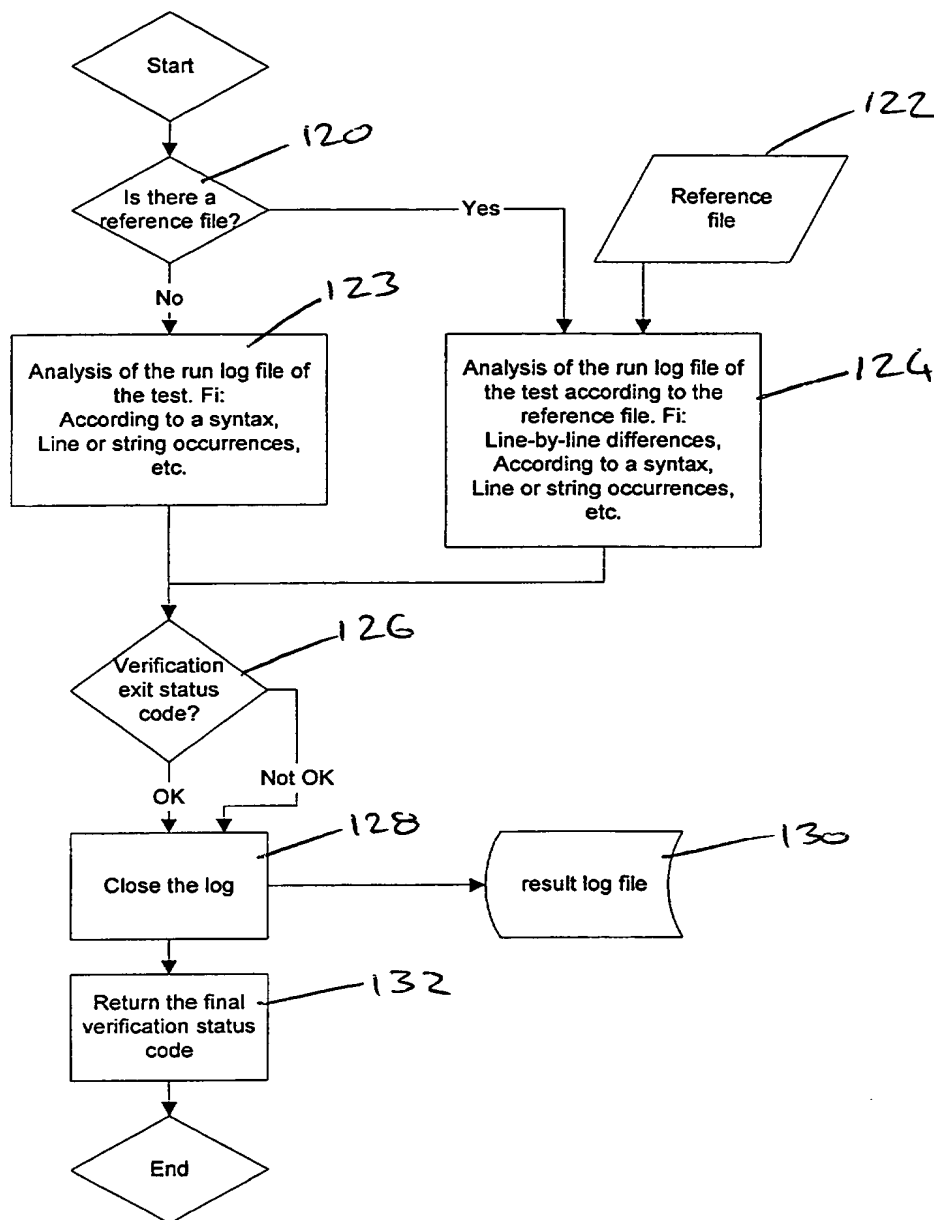 Start
120
122
Is there a
reference file?
Yes
Reference
file
No
123
124
Analysis of the run log file of
the test. Fi:
According to a syntax,
Line or string occurrences,
etc.
Analysis of the run log file of
the test according to the
reference file. Fi:
Line-by-line differences,
According to a syntax,
Line or string occurrences,
etc.
126
Verification
exit status
code?
OK
Not OK
128
130
Close the log
result log file
132
Return the final
verification status
code
End